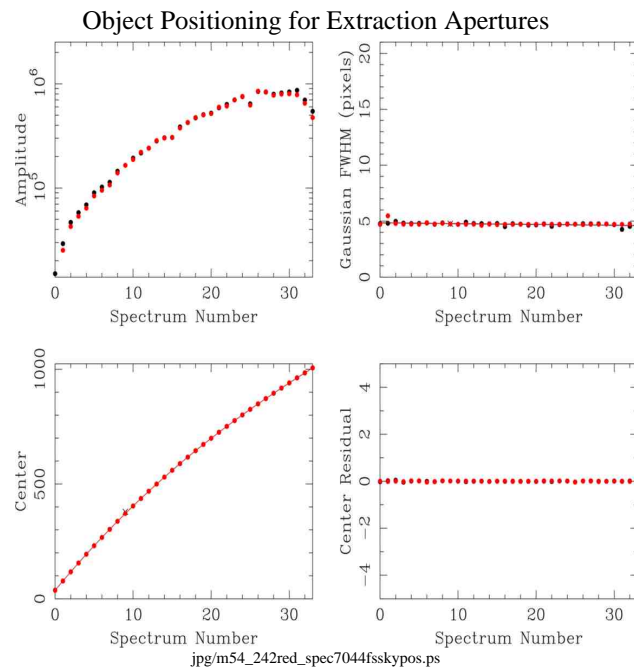 Object Positioning for Extraction Apertures
10^6
10^5
Amplitude
0 10 20 30
Spectrum Number
20
15
10
5
0
Gaussian FWHM (pixels)
0 10 20 30
Spectrum Number
1000
500
0
Center
0 10 20 30
Spectrum Number
4
2
0
−2
−4
Center Residual
0 10 20 30
Spectrum Number
jpg/m54_242red_spec7044fsskypos.ps